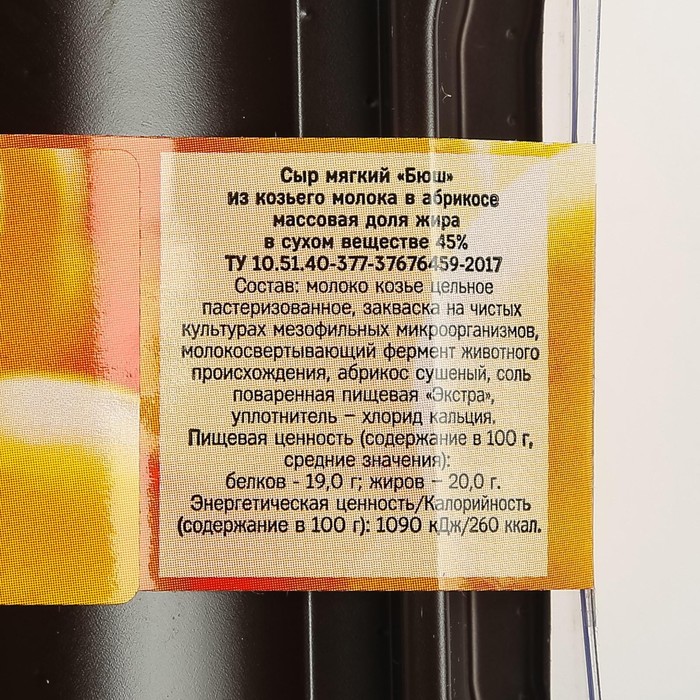 Сыр мягкий «Бюш»
из козьего молока в абрикосе
массовая доля жира
в сухом веществе 45%
ТУ 10.51.40-377-37676459-2017
Состав: молоко козье цельное
пастеризованное, закваска на чистых
культурах мезофильных микроорганизмов,
молокосвертывающий фермент животного
происхождения, абрикос сушеный, соль
поваренная пищевая «Экстра»,
уплотнитель – хлорид кальция.
Пищевая ценность (содержание в 100 г,
средние значения):
белков - 19,0 г; жиров – 20,0 г.
Энергетическая ценность/Калорийность
(содержание в 100 г): 1090 кДж/260 ккал.